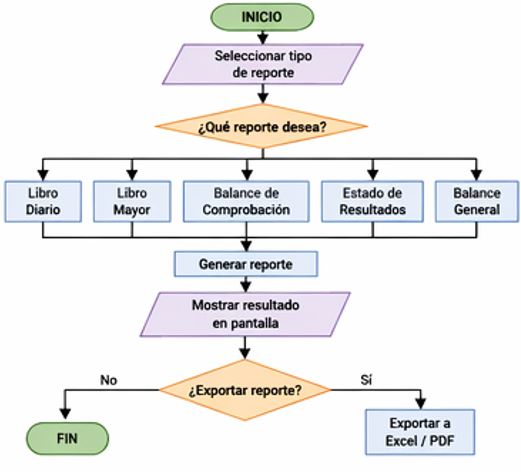 INICIO
Seleccionar tipo
de reporte
¿Qué reporte desea?
Libro
Diario
Libro
Mayor
Balance de
Comprobación
Estado de
Resultados
Balance
General
Generar reporte
Mostrar resultado
en pantalla
¿Exportar reporte?
No
Sí
FIN
Exportar a
Excel / PDF